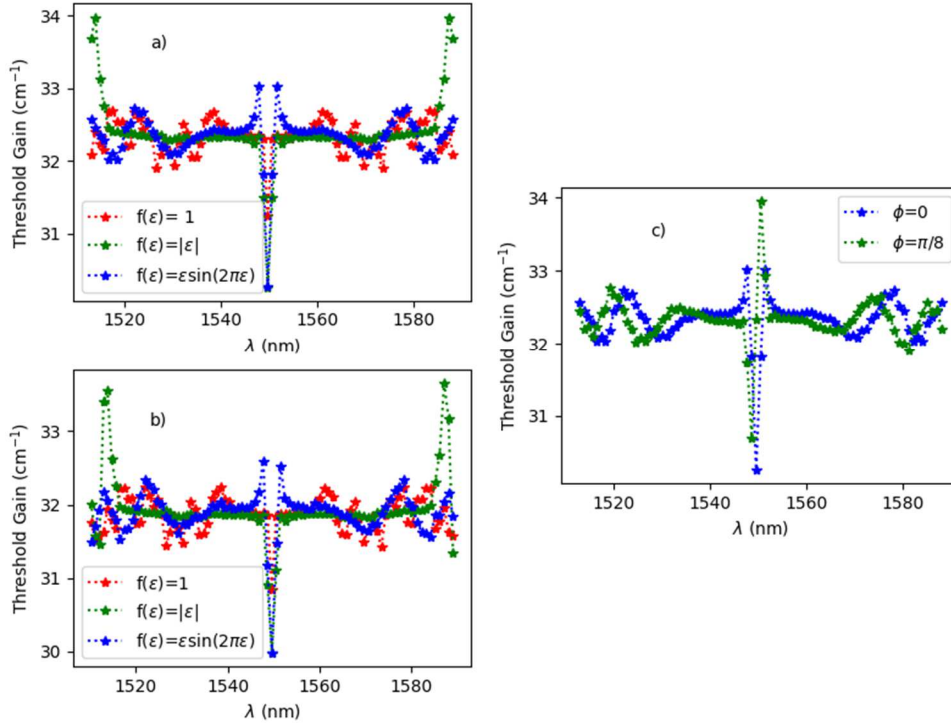 34
33
32
31
Threshold Gain (cm⁻¹)
a)
f(ε)= 1
f(ε)=|ε|
f(ε)=εsin(2πε)
1520 1540 1560 1580
λ (nm)
33
32
31
30
Threshold Gain (cm⁻¹)
b)
f(ε)=1
f(ε)=|ε|
f(ε)=εsin(2πε)
1520 1540 1560 1580
λ (nm)
34
33
32
31
Threshold Gain (cm⁻¹)
c)
ϕ=0
ϕ=π/8
1520 1540 1560 1580
λ (nm)